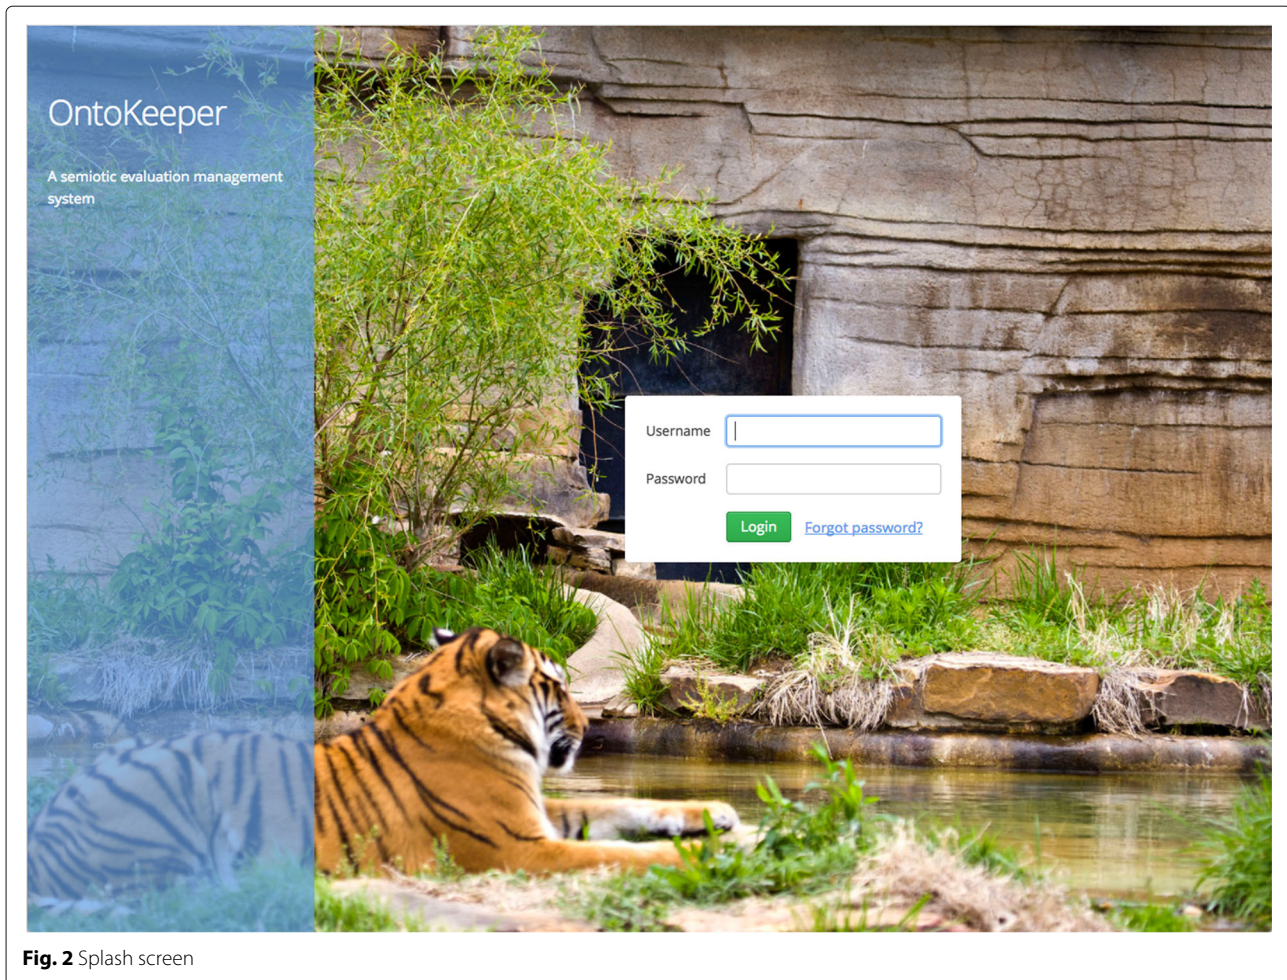 OntoKeeper
A semiotic evaluation management
system
Username
Password
Login Forgot password?
Fig. 2 Splash screen